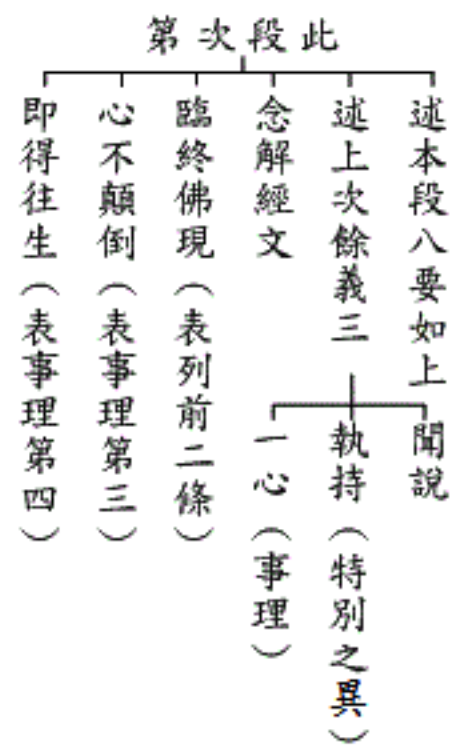 此段次第
述本段八要如上
述上次餘義三
聞說
執持（特別之異）
一心（事理）
念解經文
臨終佛現（表列前二條）
心不顛倒（表事理第三）
即得往生（表事理第四）